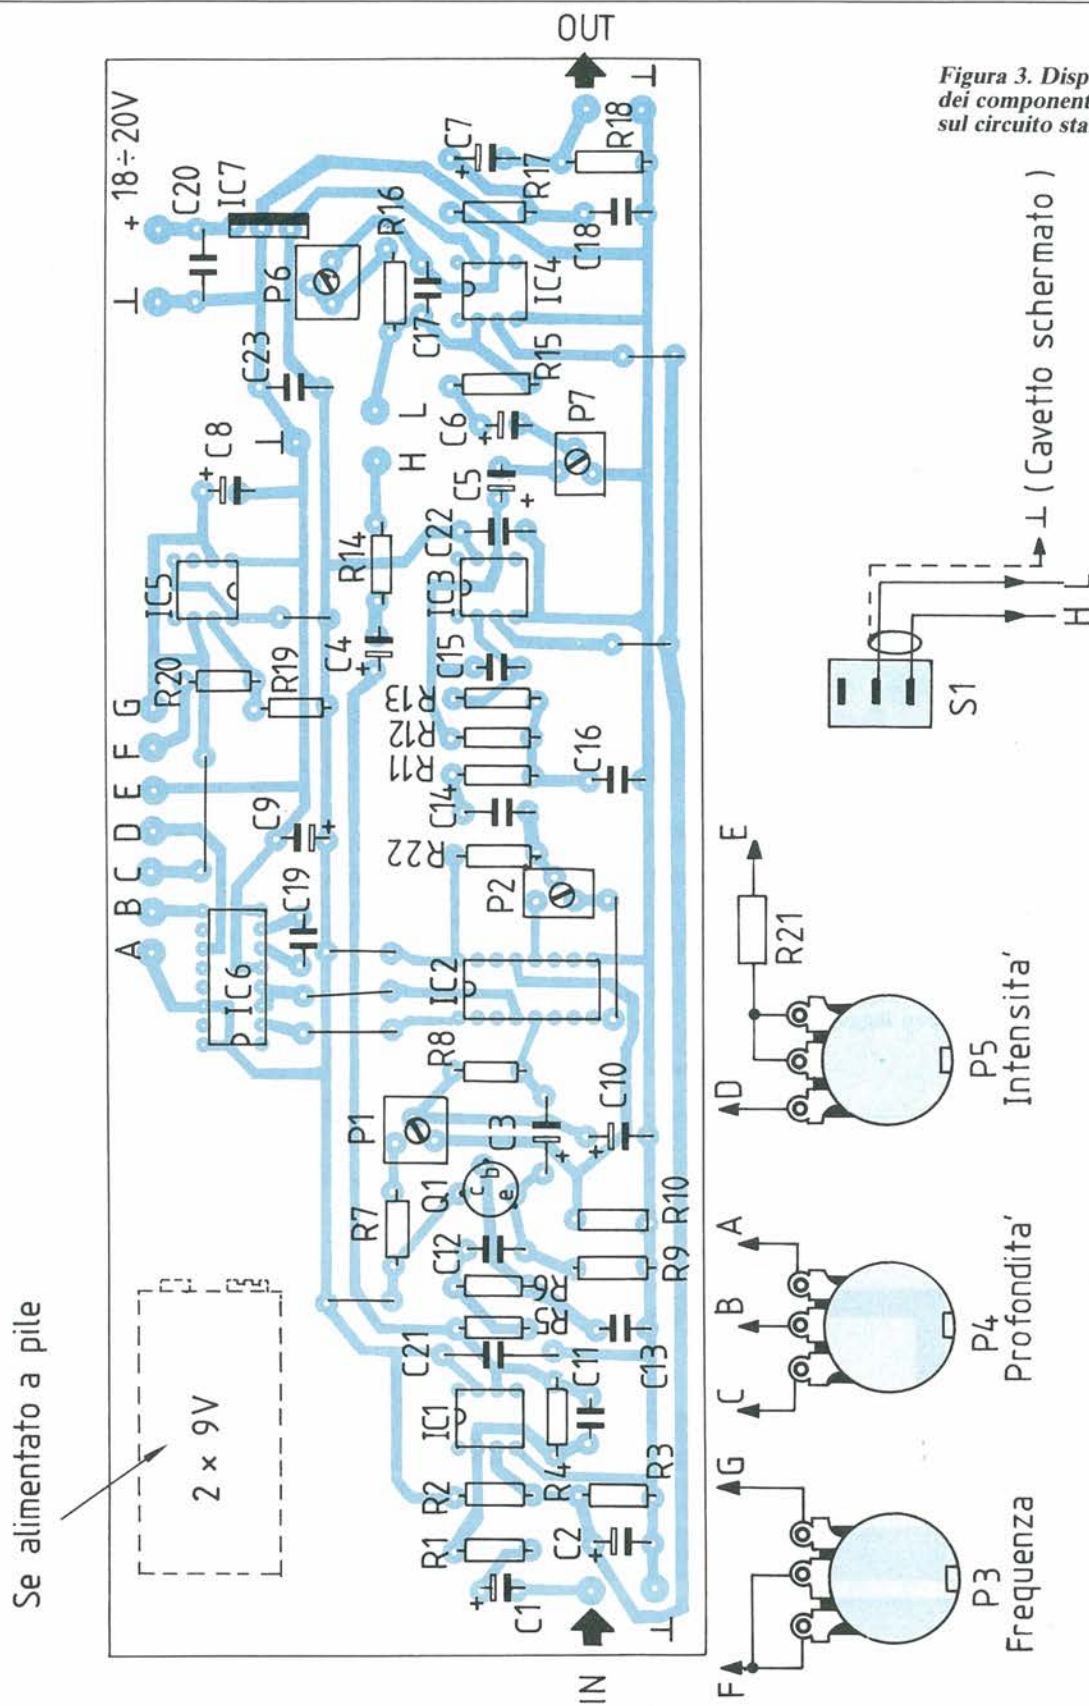 OUT
Figura 3. Disp
dei component
sul circuito sta
+ 18÷20V
⊥
C20
IC7
P6
R16
C7
R17
R18
⊥
C18
IC4
C17
R15
C23
⊥
C8
L
H
C6
P7
C5
IC5
R14
C22
IC3
R20
R19
C4
C15
R13
R12
R11
C14
C16
R22
P2
A
B
C
D
E
F
G
C9
C19
P IC6
IC2
R8
P1
C3
C10
Q1
c
b
e
R7
R10
R9
C12
R6
R5
C21
C11
C13
IC1
R4
R3
R2
R1
C2
C1
IN
⊥
Se alimentato a pile
2 × 9V
⊥ (Cavetto schermato)
L
H
S1
E
R21
D
P5
Intensita'
A
B
C
P4
Profondita'
G
F
P3
Frequenza